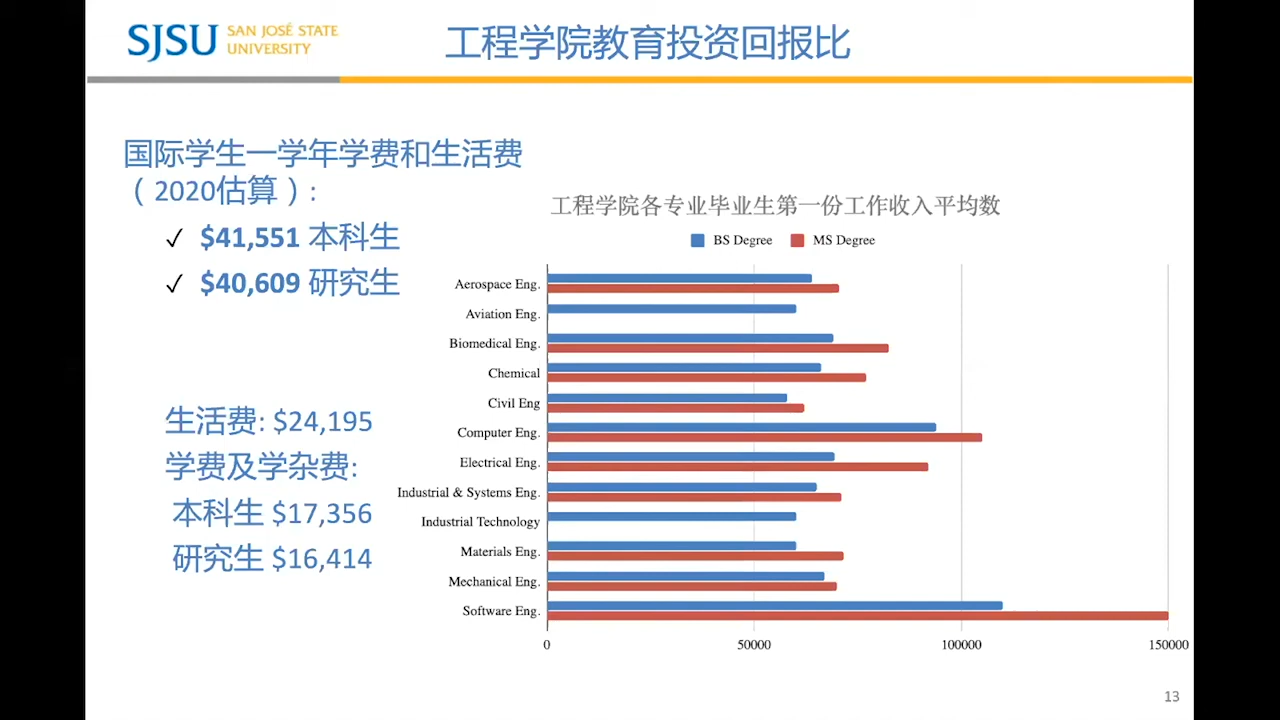 SJSU SAN JOSÉ STATE
UNIVERSITY
工程学院教育投资回报比
国际学生一学年学费和生活费
（2020估算）:
✓ $41,551 本科生
✓ $40,609 研究生
生活费: $24,195
学费及学杂费:
本科生 $17,356
研究生 $16,414
工程学院各专业毕业生第一份工作收入平均数
BS Degree MS Degree
Aerospace Eng.
Aviation Eng.
Biomedical Eng.
Chemical
Civil Eng
Computer Eng.
Electrical Eng.
Industrial & Systems Eng.
Industrial Technology
Materials Eng.
Mechanical Eng.
Software Eng.
0 50000 100000 150000
13